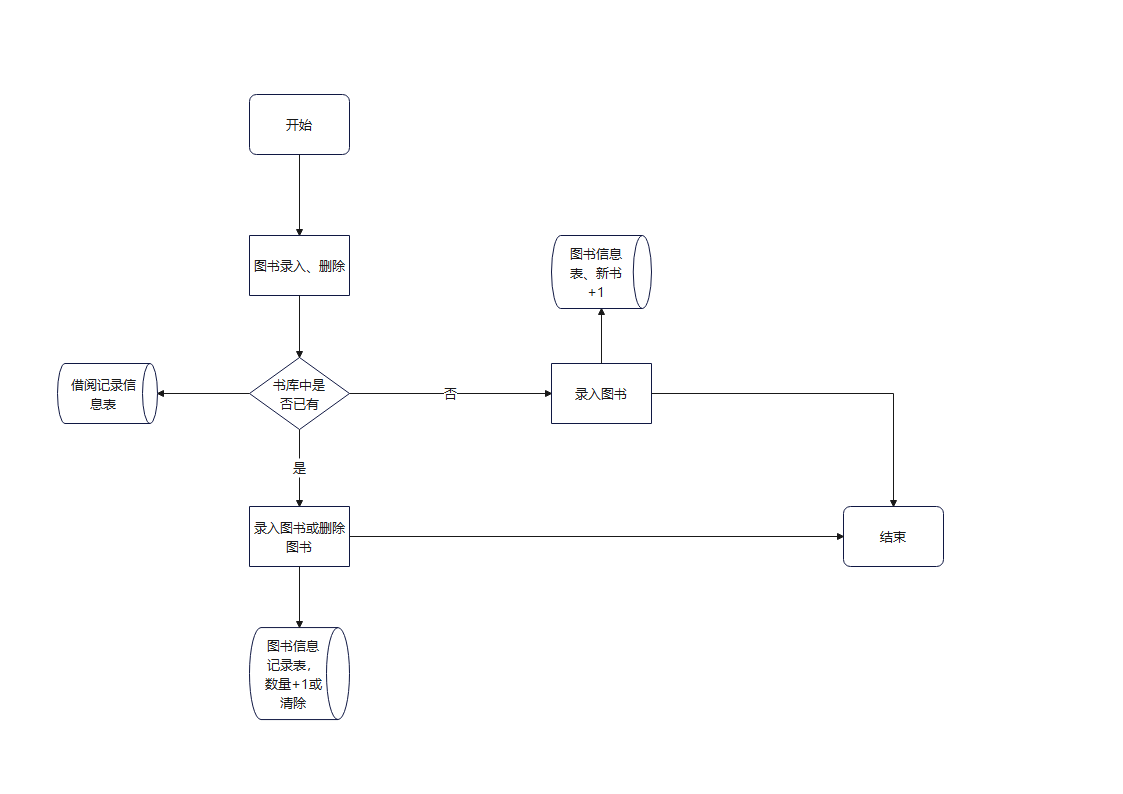 开始
图书录入、删除
图书信息
表、新书
+1
借阅记录信
息表
书库中是
否已有
否
录入图书
是
录入图书或删除
图书
结束
图书信息
记录表，
数量+1或
清除